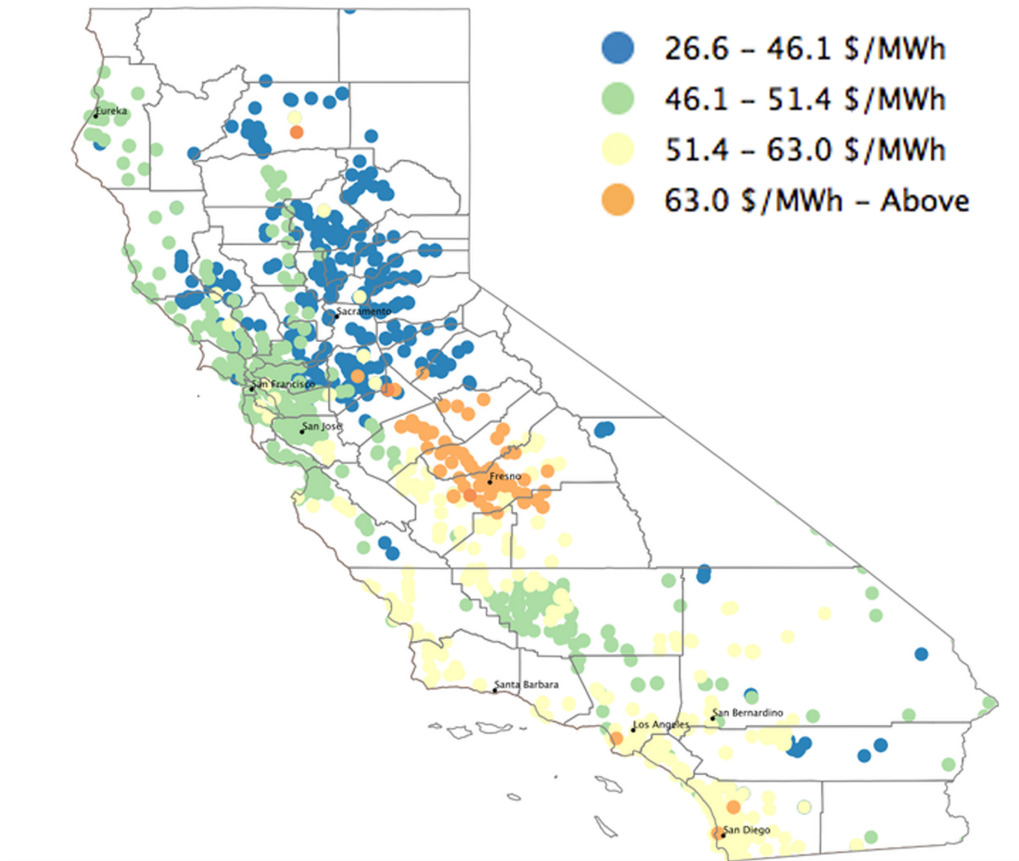 26.6 – 46.1 $/MWh
46.1 – 51.4 $/MWh
51.4 – 63.0 $/MWh
63.0 $/MWh – Above
Eureka
Sacramento
San Francisco
San Jose
Fresno
Santa Barbara
San Bernardino
Los Angeles
San Diego